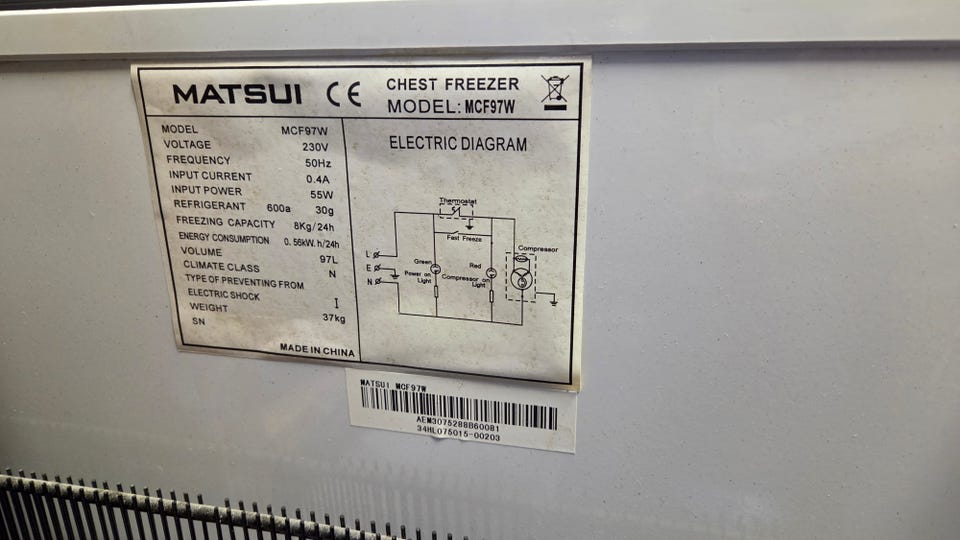 MATSUI CE CHEST FREEZER
MODEL: MCF97W
MODEL MCF97W
VOLTAGE 230V
FREQUENCY 50Hz
INPUT CURRENT 0.4A
INPUT POWER 55W
REFRIGERANT 600a 30g
FREEZING CAPACITY 8Kg/24h
ENERGY CONSUMPTION 0.56kW.h/24h
VOLUME 97L
CLIMATE CLASS N
TYPE OF PREVENTING FROM
ELECTRIC SHOCK I
WEIGHT 37kg
SN
MADE IN CHINA
ELECTRIC DIAGRAM
Thermostat
Fast Freeze
Compressor
L
E
N
Green
Power on
Light
Red
Compressor on
Light
MATSUI MCF97W
AEM3075288B600B1
34HL075015-00203